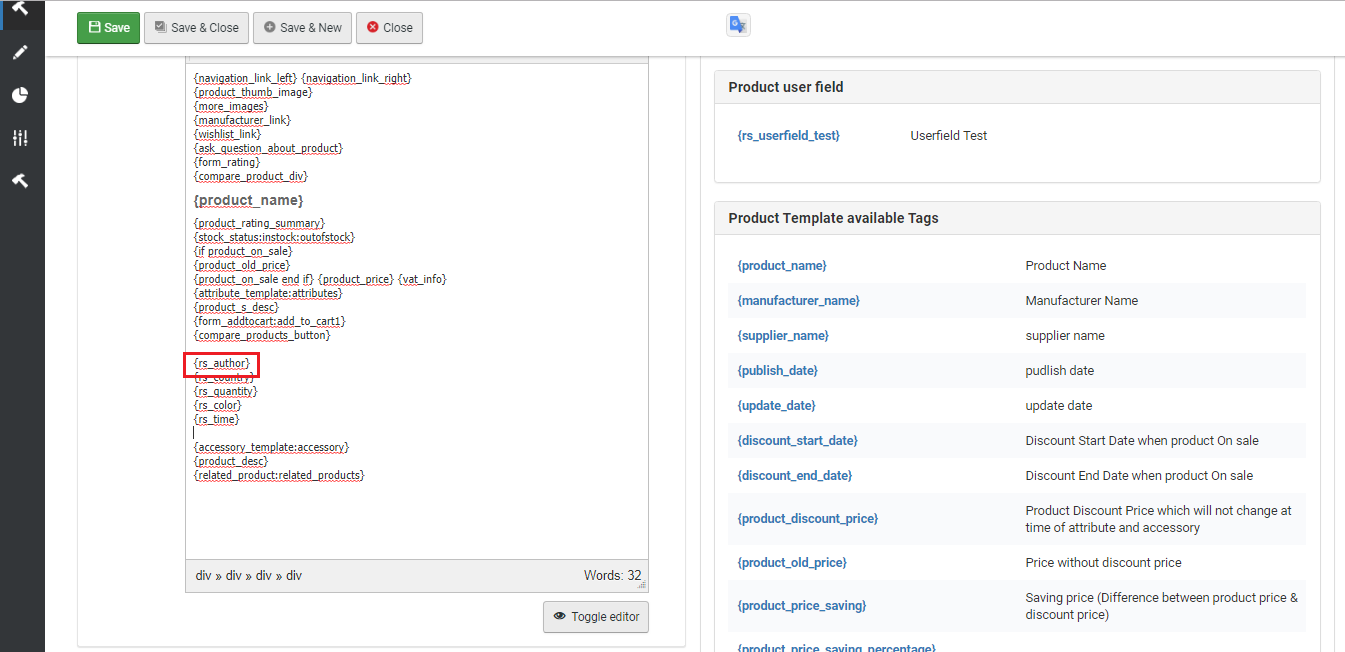 Save
Save & Close
Save & New
Close
{navigation_link_left} {navigation_link_right}
{product_thumb_image}
{more_images}
{manufacturer_link}
{wishlist_link}
{ask_question_about_product}
{form_rating}
{compare_product_div}
{product_name}
{product_rating_summary}
{stock_status:instock:outofstock}
{if product_on_sale}
{product_old_price}
{product_on_sale end if} {product_price} {vat_info}
{attribute_template:attributes}
{product_s_desc}
{form_addtocart:add_to_cart1}
{compare_products_button}
{rs_author}
{rs_country}
{rs_quantity}
{rs_color}
{rs_time}
{accessory_template:accessory}
{product_desc}
{related_product:related_products}
div » div » div » div
Words: 32
Toggle editor
Product user field
{rs_userfield_test} Userfield Test
Product Template available Tags
{product_name} Product Name
{manufacturer_name} Manufacturer Name
{supplier_name} supplier name
{publish_date} pudlish date
{update_date} update date
{discount_start_date} Discount Start Date when product On sale
{discount_end_date} Discount End Date when product On sale
{product_discount_price} Product Discount Price which will not change at
time of attribute and accessory
{product_old_price} Price without discount price
{product_price_saving} Saving price (Difference between product price &
discount price)
{product_price_saving_percentage}